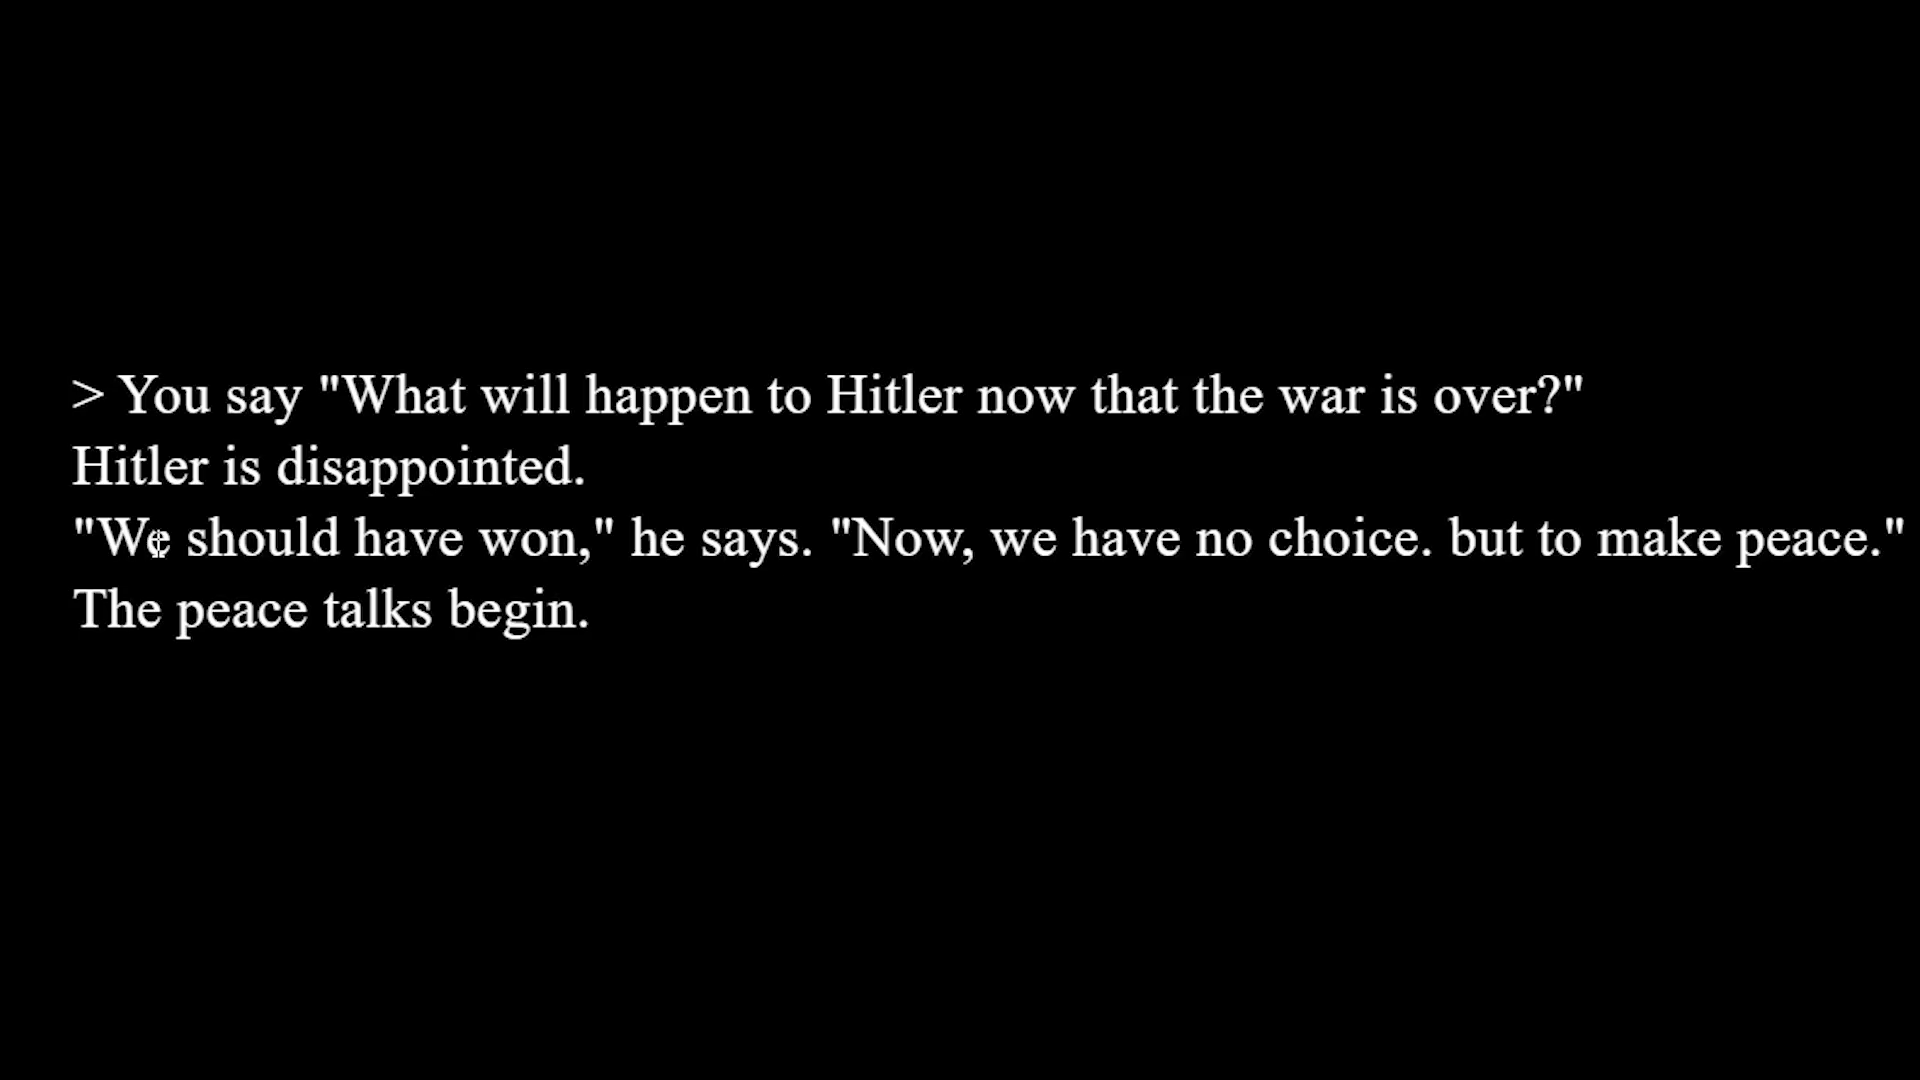 > You say "What will happen to Hitler now that the war is over?"
Hitler is disappointed.
"We should have won," he says. "Now, we have no choice. but to make peace."
The peace talks begin.